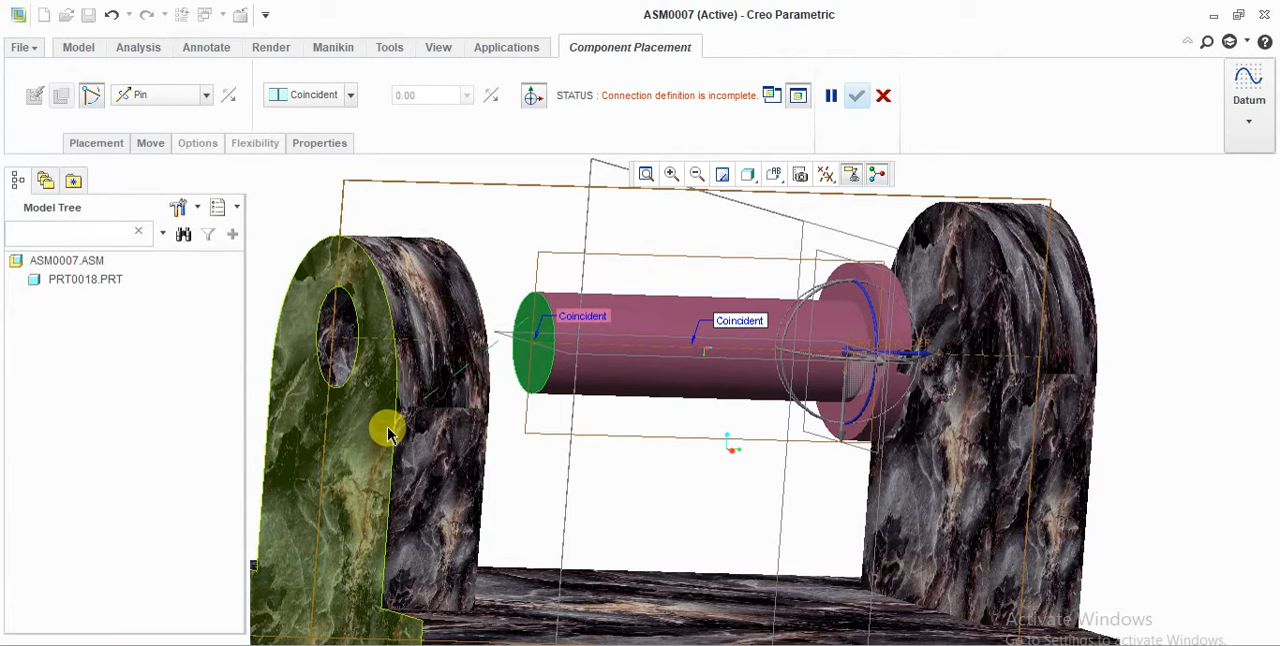 ASM0007 (Active) - Creo Parametric
File Model Analysis Annotate Render Manikin Tools View Applications Component Placement
Pin Coincident 0.00 STATUS : Connection definition is incomplete.
Datum
Placement Move Options Flexibility Properties
Model Tree
ASM0007.ASM
PRT0018.PRT
Coincident
Coincident
Activate Windows
Go to Settings to activate Windows.